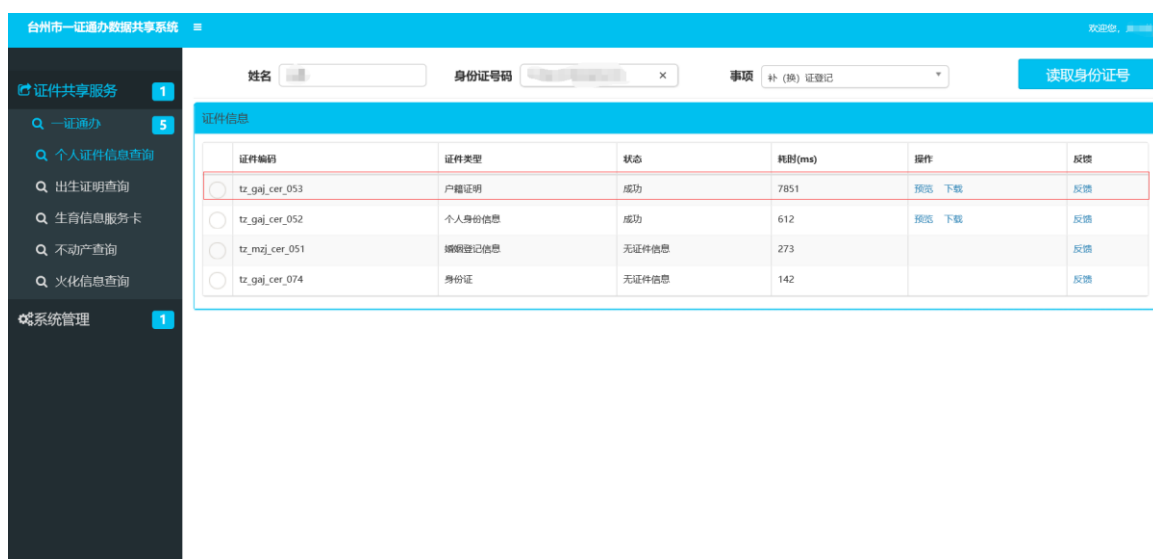 台州市一证通办数据共享系统
欢迎您,
证件共享服务 1
一证通办 5
个人证件信息查询
出生证明查询
生育信息服务卡
不动产查询
火化信息查询
系统管理 1
姓名 身份证号码 × 事项 补（换）证登记 读取身份证号
证件信息
证件编码 证件类型 状态 耗时(ms) 操作 反馈
tz_gaj_cer_053 户籍证明 成功 7851 预览 下载 反馈
tz_gaj_cer_052 个人身份信息 成功 612 预览 下载 反馈
tz_mzj_cer_051 婚姻登记信息 无证件信息 273 反馈
tz_gaj_cer_074 身份证 无证件信息 142 反馈